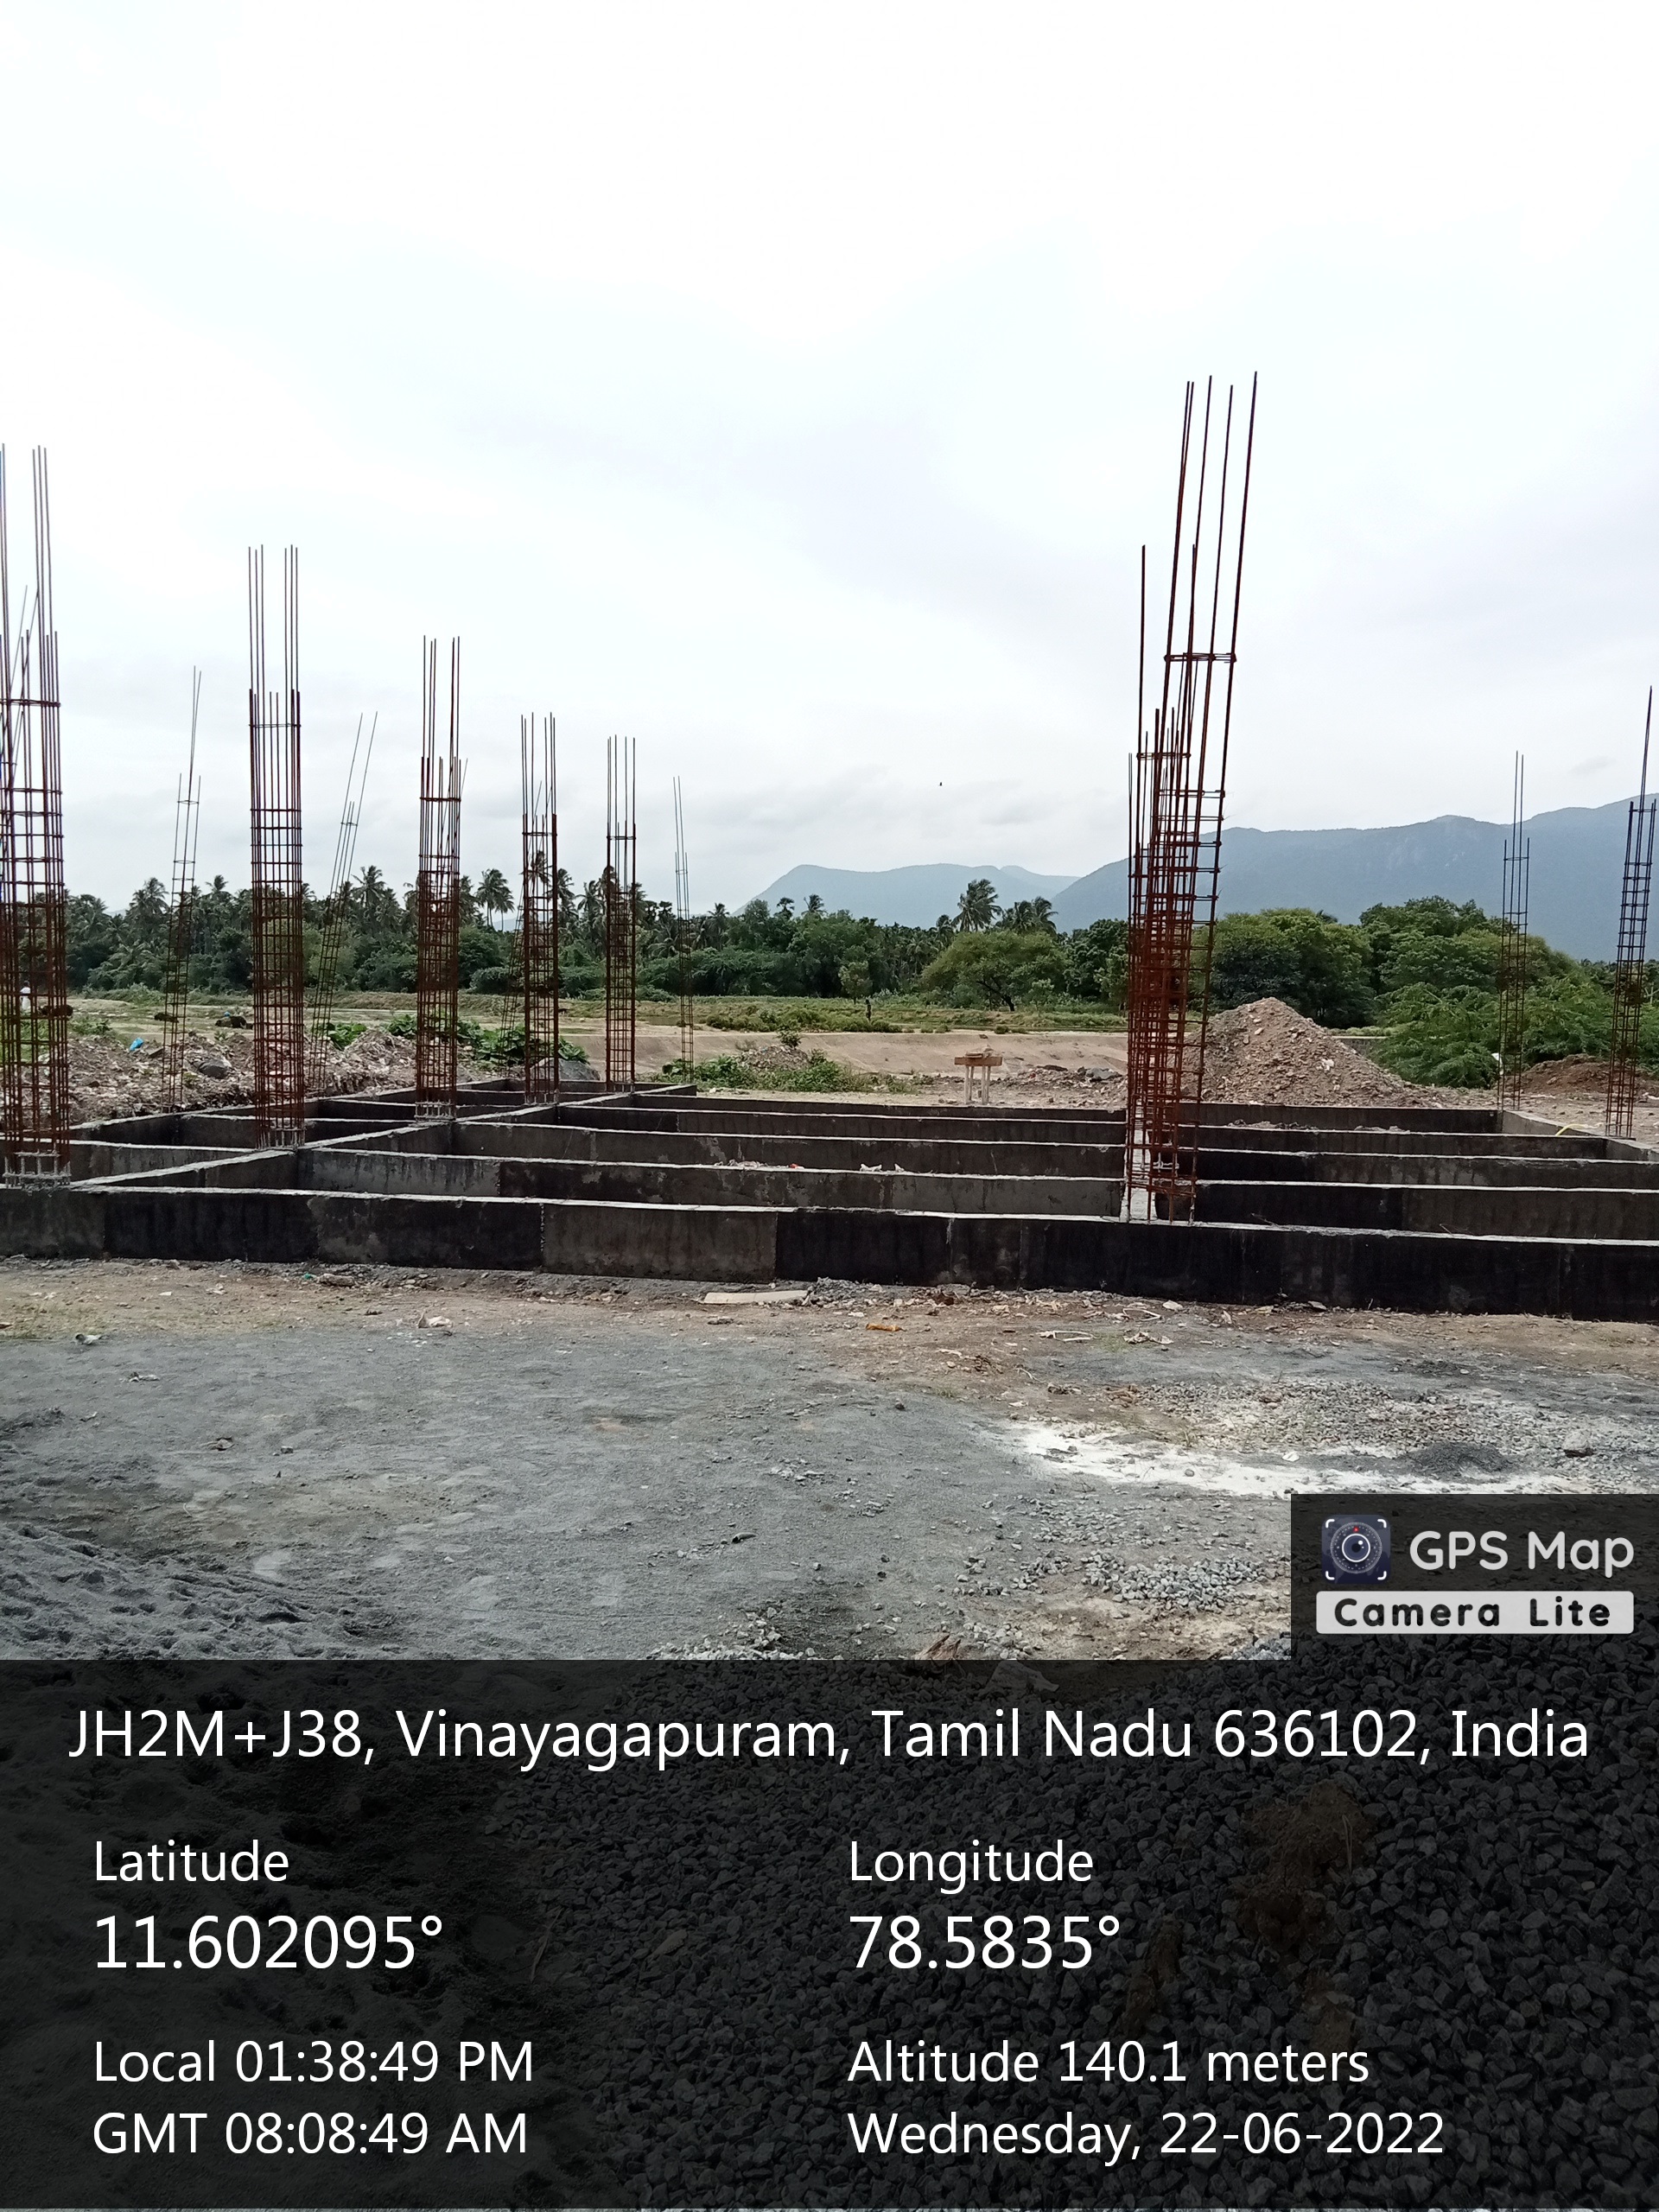 GPS Map
Camera Lite
JH2M+J38, Vinayagapuram, Tamil Nadu 636102, India
Latitude
11.602095°
Longitude
78.5835°
Local 01:38:49 PM
GMT 08:08:49 AM
Altitude 140.1 meters
Wednesday, 22-06-2022